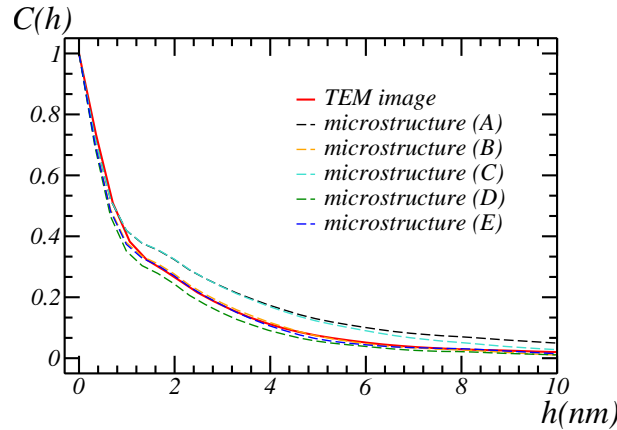 C(h)
1
0.8
0.6
0.4
0.2
0
TEM image
microstructure (A)
microstructure (B)
microstructure (C)
microstructure (D)
microstructure (E)
0 2 4 6 8 10
h(nm)